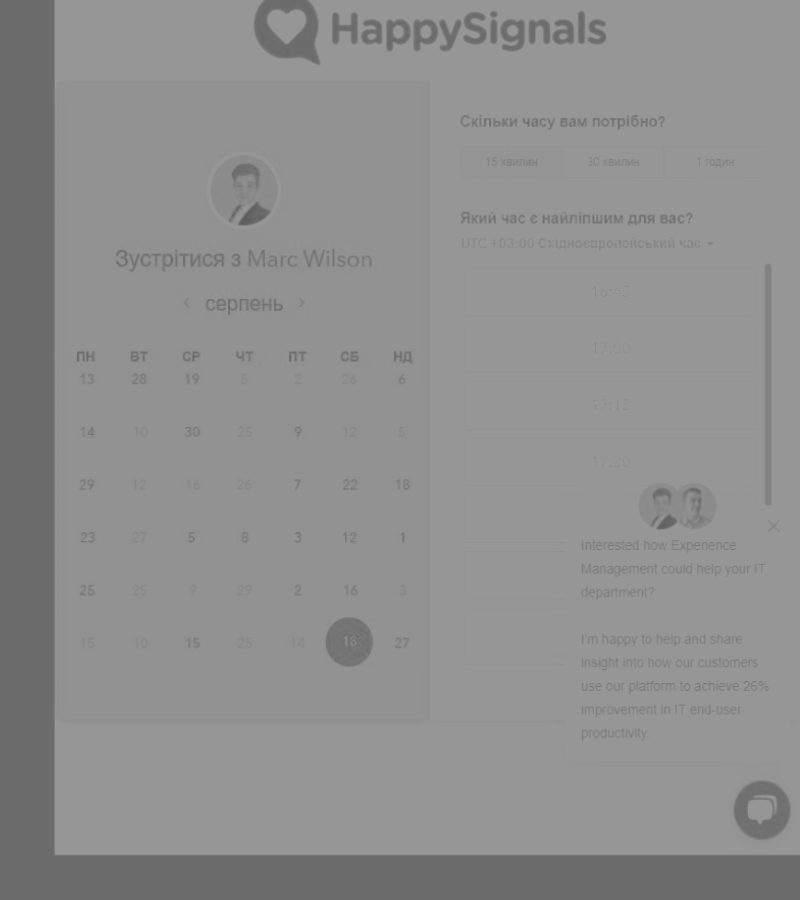 HappySignals
Зустрітися з Marc Wilson
серпень
ПН ВТ СР ЧТ ПТ СБ НД
13 28 19 5 2 26 6
14 10 30 25 9 12 5
29 12 16 26 7 22 18
23 27 5 8 3 12 1
25 25 9 29 2 16 3
15 10 15 25 14 18 27
Скільки часу вам потрібно?
15 хвилин 30 хвилин 1 годин
Який час є найліпшим для вас?
UTC +03:00 Східноєвропейський час
16:45
17:00
17:15
17:30
Interested how Experience
Management could help your IT
department?
I'm happy to help and share
insight into how our customers
use our platform to achieve 26%
improvement in IT end-user
productivity.